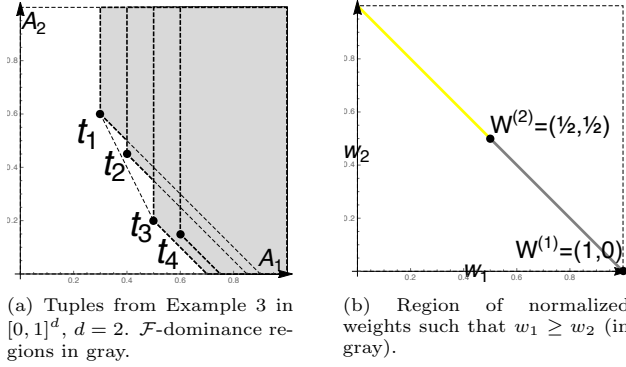 A₂
0.8
0.6
0.4
0.2
t₁
t₂
t₃
t₄
A₁
0.2
0.4
0.6
0.8
(a) Tuples from Example 3 in
[0, 1]ᵈ, d = 2. ℱ-dominance re-
gions in gray.
0.8
0.6
0.4
0.2
w₂
W⁽²⁾=(½,½)
W⁽¹⁾=(1,0)
w₁
0.2
0.4
0.6
0.8
(b) Region of normalized
weights such that w₁ ≥ w₂ (in
gray).